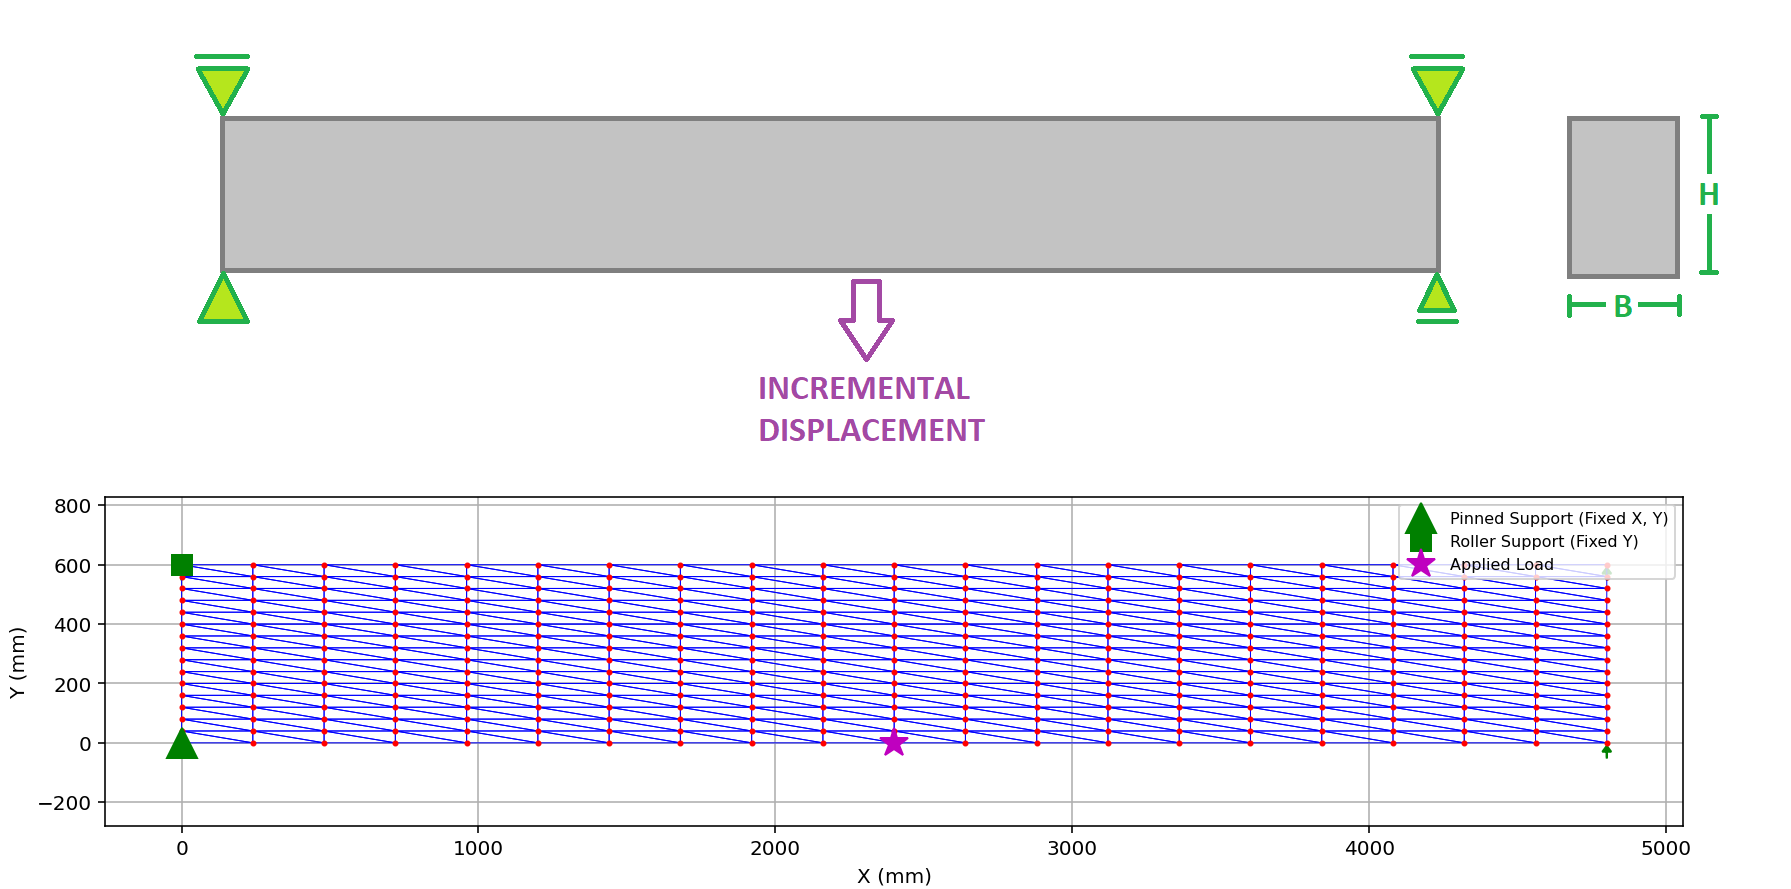 H
B
INCREMENTAL
DISPLACEMENT
800
600
400
200
0
−200
Y (mm)
Pinned Support (Fixed X, Y)
Roller Support (Fixed Y)
Applied Load
0 1000 2000 3000 4000 5000
X (mm)